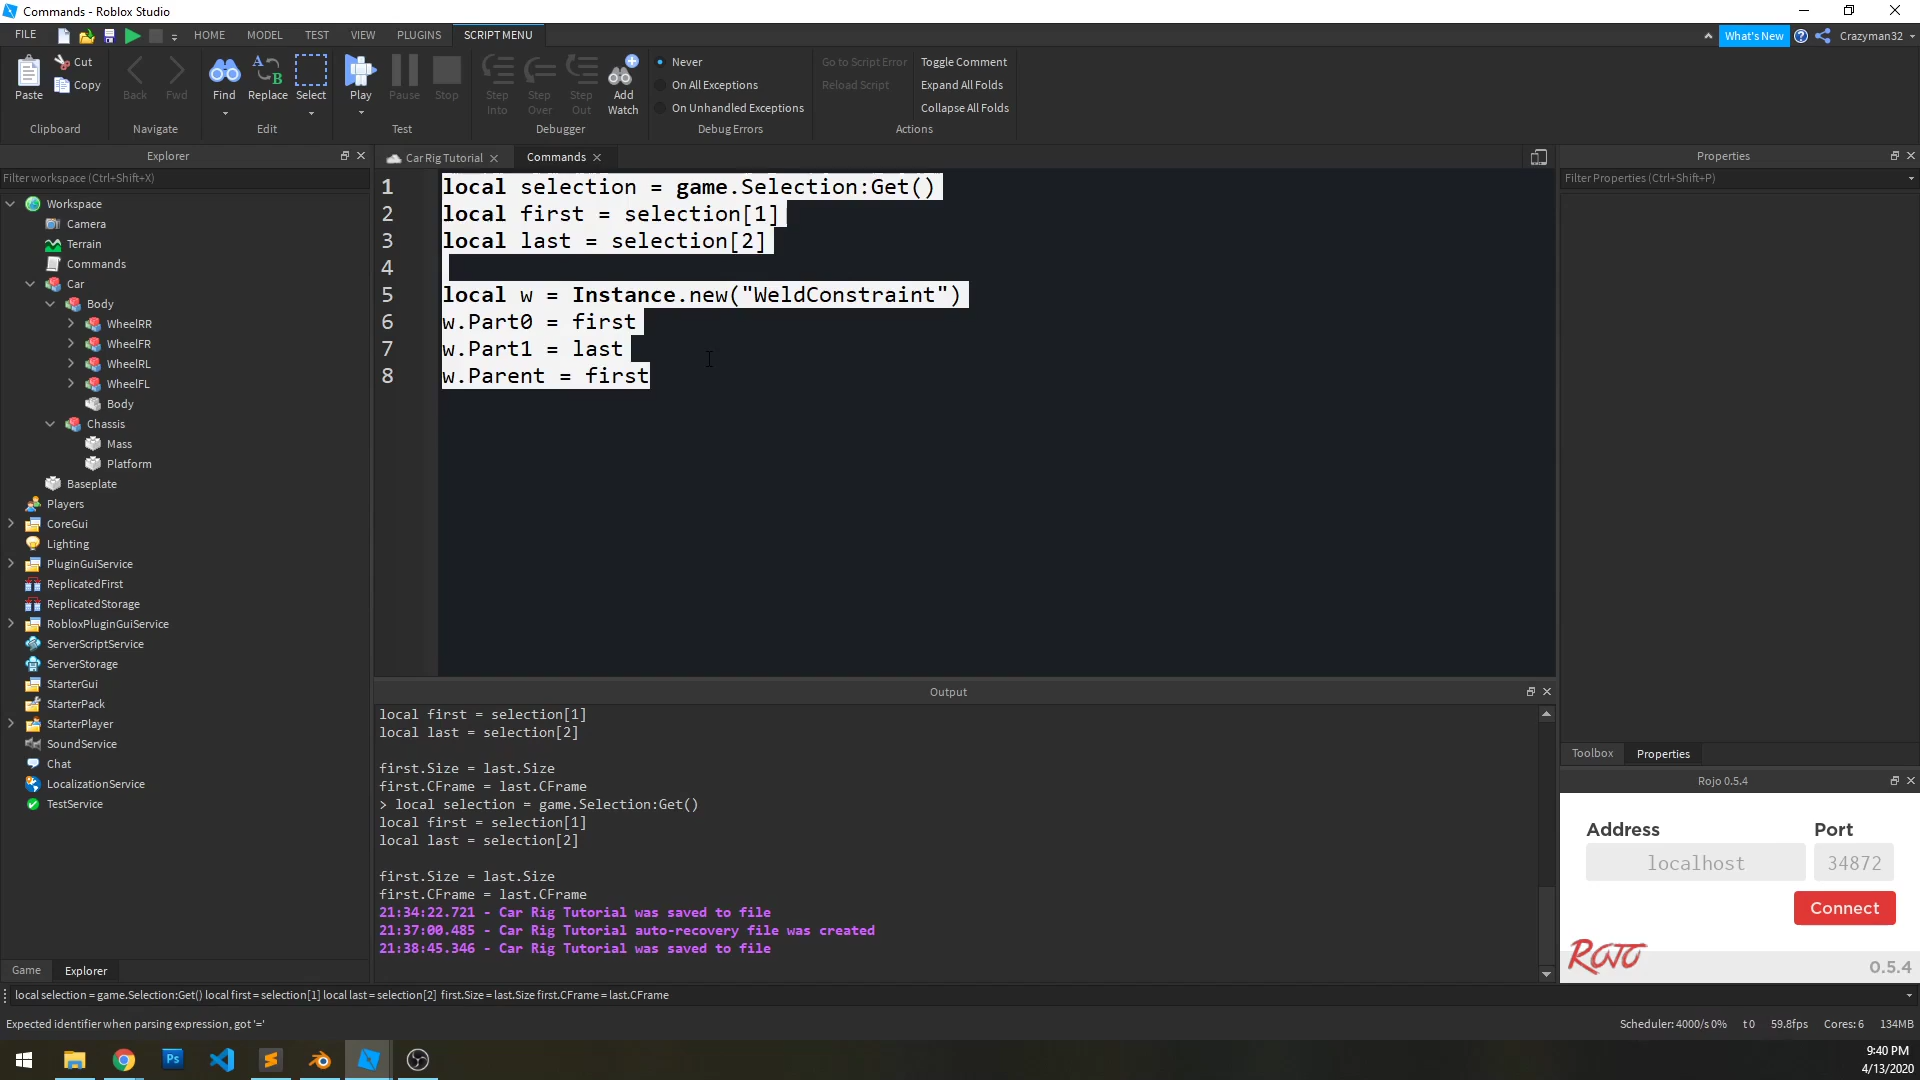 Commands - Roblox Studio
FILE
HOME
MODEL
TEST
VIEW
PLUGINS
SCRIPT MENU
What's New
Crazyman32
Paste
Cut
Copy
Clipboard
Back
Fwd
Navigate
Find
Replace
Select
Edit
Play
Pause
Stop
Test
Step Into
Step Over
Step Out
Add Watch
Debugger
Never
On All Exceptions
On Unhandled Exceptions
Debug Errors
Go to Script Error
Reload Script
Toggle Comment
Expand All Folds
Collapse All Folds
Actions
Explorer
Filter workspace (Ctrl+Shift+X)
Workspace
Camera
Terrain
Commands
Car
Body
WheelRR
WheelFR
WheelRL
WheelFL
Body
Chassis
Mass
Platform
Baseplate
Players
CoreGui
Lighting
PluginGuiService
ReplicatedFirst
ReplicatedStorage
RobloxPluginGuiService
ServerScriptService
ServerStorage
StarterGui
StarterPack
StarterPlayer
SoundService
Chat
LocalizationService
TestService
Game
Explorer
Car Rig Tutorial
Commands
1 local selection = game.Selection:Get()
2 local first = selection[1]
3 local last = selection[2]
4
5 local w = Instance.new("WeldConstraint")
6 w.Part0 = first
7 w.Part1 = last
8 w.Parent = first
Output
local first = selection[1]
local last = selection[2]
first.Size = last.Size
first.CFrame = last.CFrame
> local selection = game.Selection:Get()
local first = selection[1]
local last = selection[2]
first.Size = last.Size
first.CFrame = last.CFrame
21:34:22.721 - Car Rig Tutorial was saved to file
21:37:00.485 - Car Rig Tutorial auto-recovery file was created
21:38:45.346 - Car Rig Tutorial was saved to file
Properties
Filter Properties (Ctrl+Shift+P)
Toolbox
Properties
Rojo 0.5.4
Address
Port
localhost
34872
Connect
ROJO
0.5.4
local selection = game.Selection:Get() local first = selection[1] local last = selection[2] first.Size = last.Size first.CFrame = last.CFrame
Expected identifier when parsing expression, got '='
Scheduler: 4000/s 0%
t 0
59.8fps
Cores: 6
134MB
Ps
9:40 PM
4/13/2020